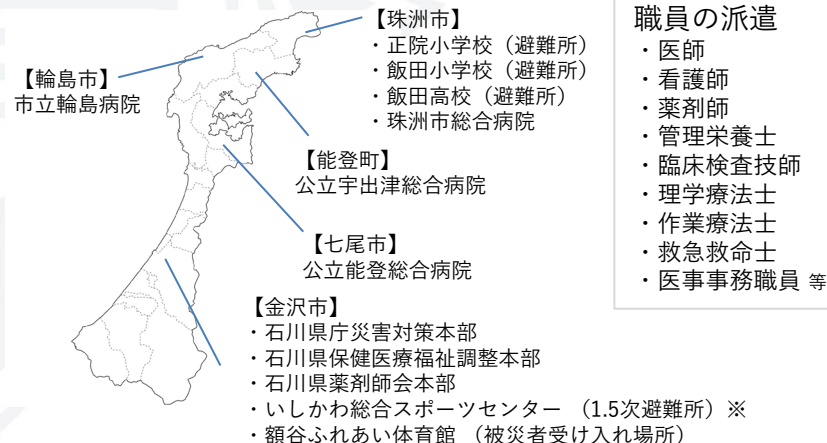 【珠洲市】
・正院小学校（避難所）
・飯田小学校（避難所）
・飯田高校（避難所）
・珠洲市総合病院
【輪島市】
市立輪島病院
【能登町】
公立宇出津総合病院
【七尾市】
公立能登総合病院
【金沢市】
・石川県庁災害対策本部
・石川県保健医療福祉調整本部
・石川県薬剤師会本部
・いしかわ総合スポーツセンター （1.5次避難所）※
・額谷ふれあい体育館 （被災者受け入れ場所）
職員の派遣
・医師
・看護師
・薬剤師
・管理栄養士
・臨床検査技師
・理学療法士
・作業療法士
・救急救命士
・医事事務職員 等